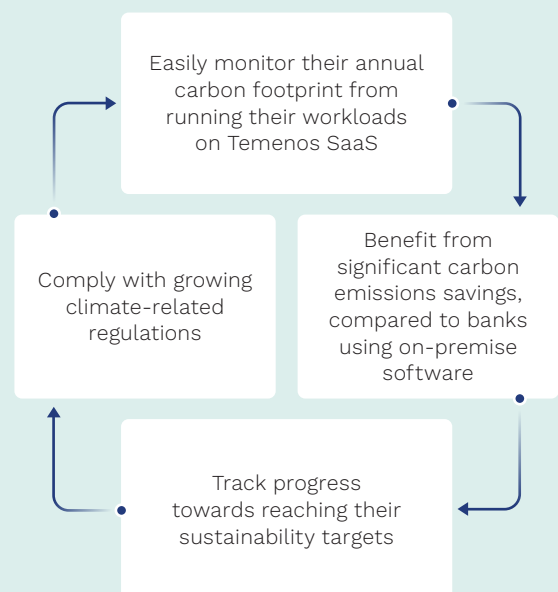 Easily monitor their annual
carbon footprint from
running their workloads
on Temenos SaaS
Benefit from
significant carbon
emissions savings,
compared to banks
using on-premise
software
Track progress
towards reaching their
sustainability targets
Comply with growing
climate-related
regulations